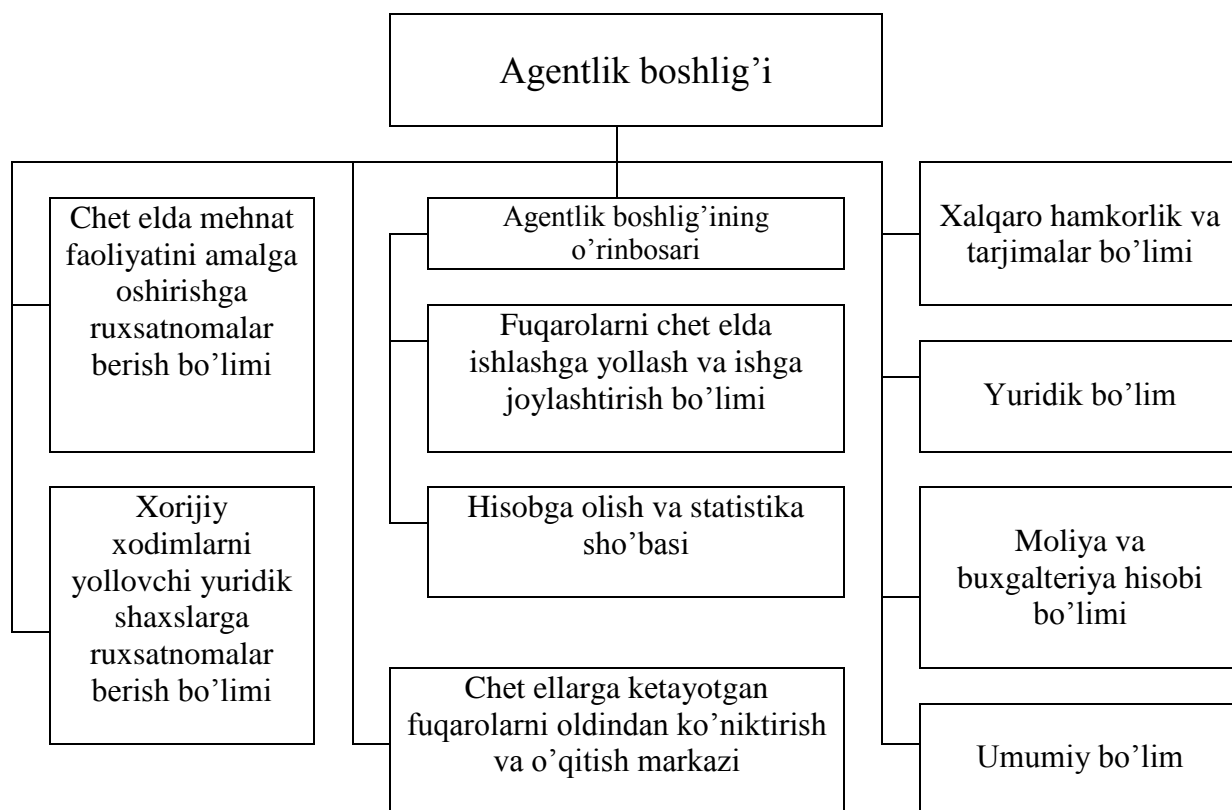 Agentlik boshlig’i
Chet elda mehnat
faoliyatini amalga
oshirishga
ruxsatnomalar
berish bo’limi
Xorijiy
xodimlarni
yollovchi yuridik
shaxslarga
ruxsatnomalar
berish bo’limi
Agentlik boshlig’ining
o’rinbosari
Fuqarolarni chet elda
ishlashga yollash va ishga
joylashtirish bo’limi
Hisobga olish va statistika
sho’basi
Chet ellarga ketayotgan
fuqarolarni oldindan ko’niktirish
va o’qitish markazi
Xalqaro hamkorlik va
tarjimalar bo’limi
Yuridik bo’lim
Moliya va
buxgalteriya hisobi
bo’limi
Umumiy bo’lim